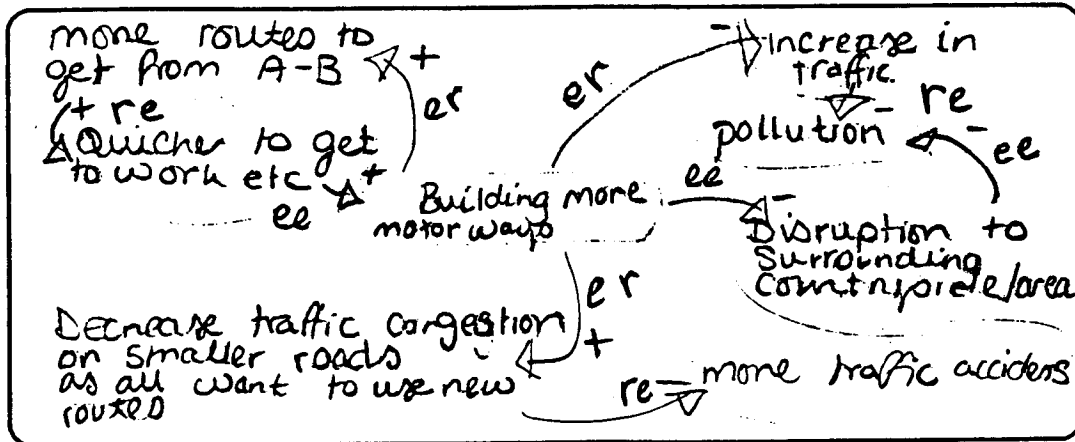 more routes to
get from A-B
+
er
+ re
Quicker to get
to work etc
+
ee
Building more
motorways
er
-
Increase in
traffic
- re
pollution
-
ee
ee
-
Disruption to
surrounding
countryside/area
er
+
Decrease traffic congestion
on smaller roads
as all want to use new
routes
re -
more traffic acciders